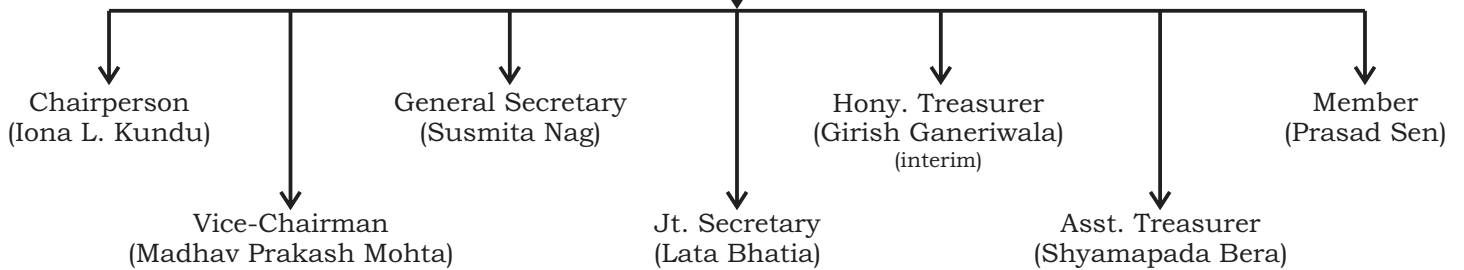 Chairperson
(Iona L. Kundu)
General Secretary
(Susmita Nag)
Hony. Treasurer
(Girish Ganeriwala)
(interim)
Member
(Prasad Sen)
Vice-Chairman
(Madhav Prakash Mohta)
Jt. Secretary
(Lata Bhatia)
Asst. Treasurer
(Shyamapada Bera)